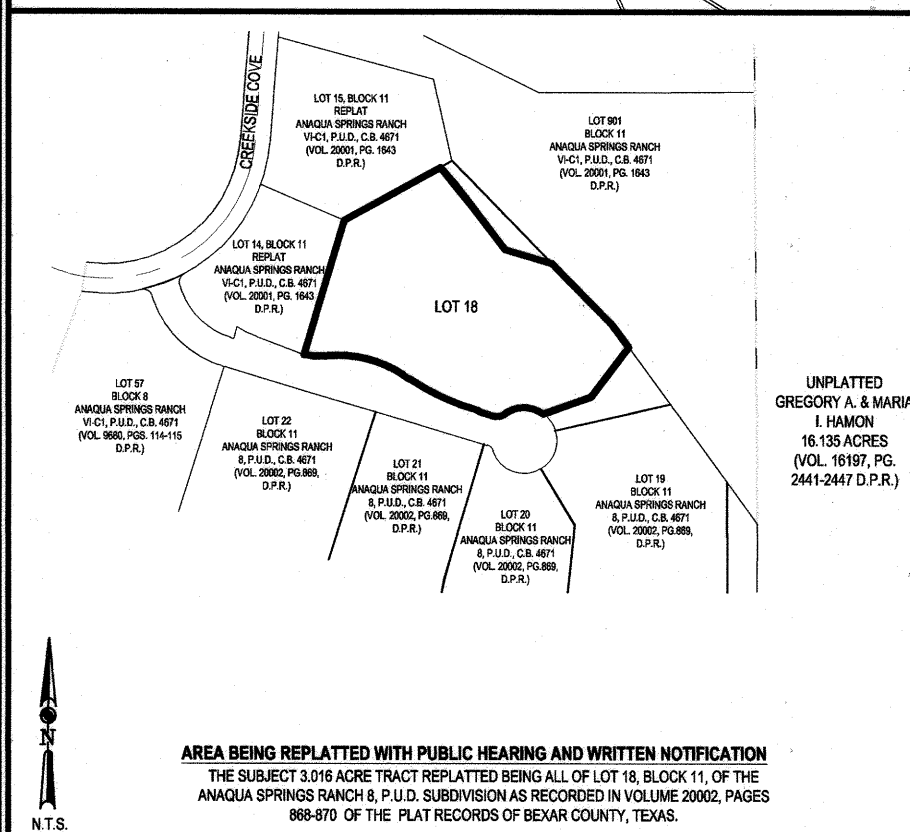 CREEKSIDE COVE
LOT 15, BLOCK 11
REPLAT
ANAQUA SPRINGS RANCH
VI-C1, P.U.D., C.B. 4671
(VOL. 20001, PG. 1643
D.P.R.)
LOT 901
BLOCK 11
ANAQUA SPRINGS RANCH
VI-C1, P.U.D., C.B. 4671
(VOL. 20001, PG. 1643
D.P.R.)
LOT 14, BLOCK 11
REPLAT
ANAQUA SPRINGS RANCH
VI-C1, P.U.D., C.B. 4671
(VOL. 20001, PG. 1643
D.P.R.)
LOT 18
LOT 57
BLOCK 8
ANAQUA SPRINGS RANCH
VI-C1, P.U.D., C.B. 4671
(VOL. 9680, PGS. 114-115
D.P.R.)
LOT 22
BLOCK 11
ANAQUA SPRINGS RANCH
8, P.U.D., C.B. 4671
(VOL. 20002, PG.869,
D.P.R.)
LOT 21
BLOCK 11
ANAQUA SPRINGS RANCH
8, P.U.D., C.B. 4671
(VOL. 20002, PG.869,
D.P.R.)
LOT 20
BLOCK 11
ANAQUA SPRINGS RANCH
8, P.U.D., C.B. 4671
(VOL. 20002, PG.869,
D.P.R.)
LOT 19
BLOCK 11
ANAQUA SPRINGS RANCH
8, P.U.D., C.B. 4671
(VOL. 20002, PG.869,
D.P.R.)
UNPLATTED
GREGORY A. & MARIA
I. HAMON
16.135 ACRES
(VOL. 16197, PG.
2441-2447 D.P.R.)
N
N.T.S.
AREA BEING REPLATTED WITH PUBLIC HEARING AND WRITTEN NOTIFICATION
THE SUBJECT 3.016 ACRE TRACT REPLATTED BEING ALL OF LOT 18, BLOCK 11, OF THE
ANAQUA SPRINGS RANCH 8, P.U.D. SUBDIVISION AS RECORDED IN VOLUME 20002, PAGES
868-870 OF THE PLAT RECORDS OF BEXAR COUNTY, TEXAS.